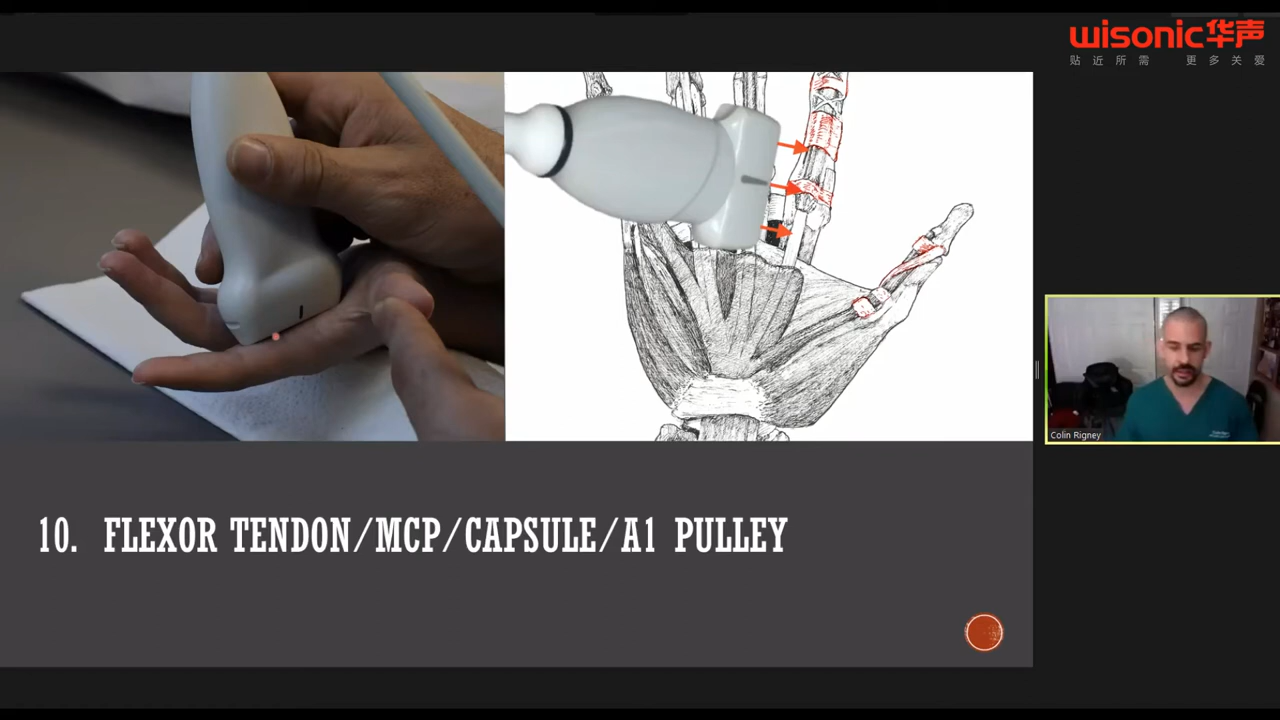 wisonic华声
贴近所需 更多关爱
Colin Rigney
10. FLEXOR TENDON/MCP/CAPSULE/A1 PULLEY